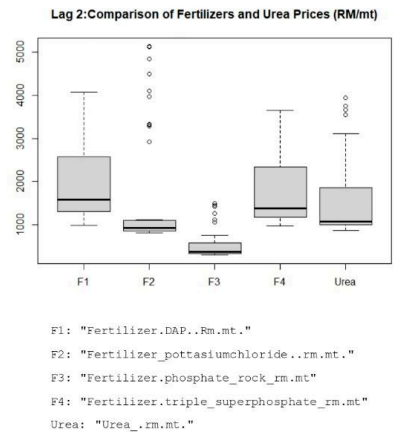 Lag 2:Comparison of Fertilizers and Urea Prices (RM/mt)
5000
4000
3000
2000
1000
F1 F2 F3 F4 Urea
F1: "Fertilizer.DAP..Rm.mt."
F2: "Fertilizer_pottasiumchloride..rm.mt."
F3: "Fertilizer.phosphate_rock_rm.mt"
F4: "Fertilizer.triple_superphosphate_rm.mt"
Urea: "Urea_.rm.mt."